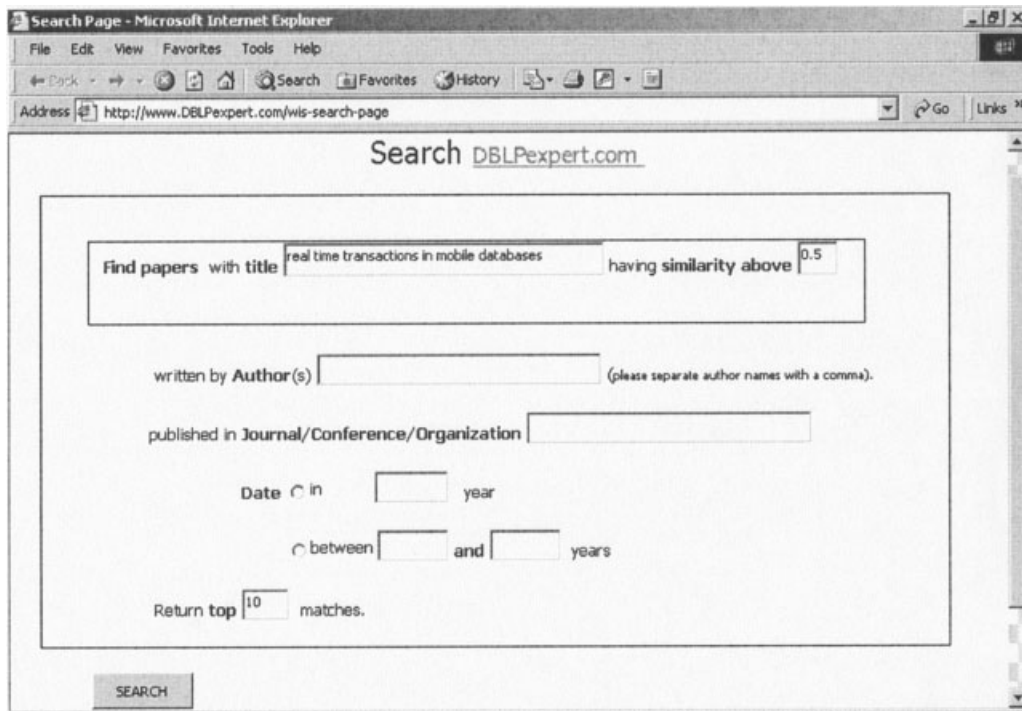 Search Page - Microsoft Internet Explorer
File Edit View Favorites Tools Help
Back Search Favorites History
Address http://www.DBLPexpert.com/wis-search-page Go Links »
Search DBLPexpert.com
Find papers with title real time transactions in mobile databases having similarity above 0.5
written by Author(s) (please separate author names with a comma).
published in Journal/Conference/Organization
Date in year
between and years
Return top 10 matches.
SEARCH